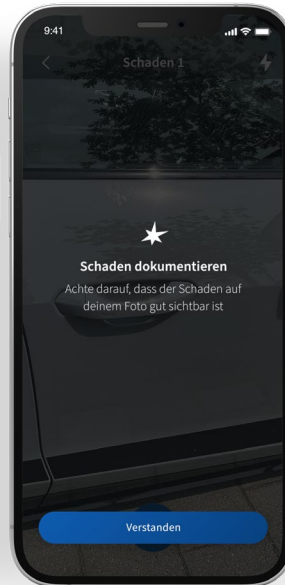 9:41
Schaden 1
Schaden dokumentieren
Achte darauf, dass der Schaden auf
deinem Foto gut sichtbar ist
Verstanden